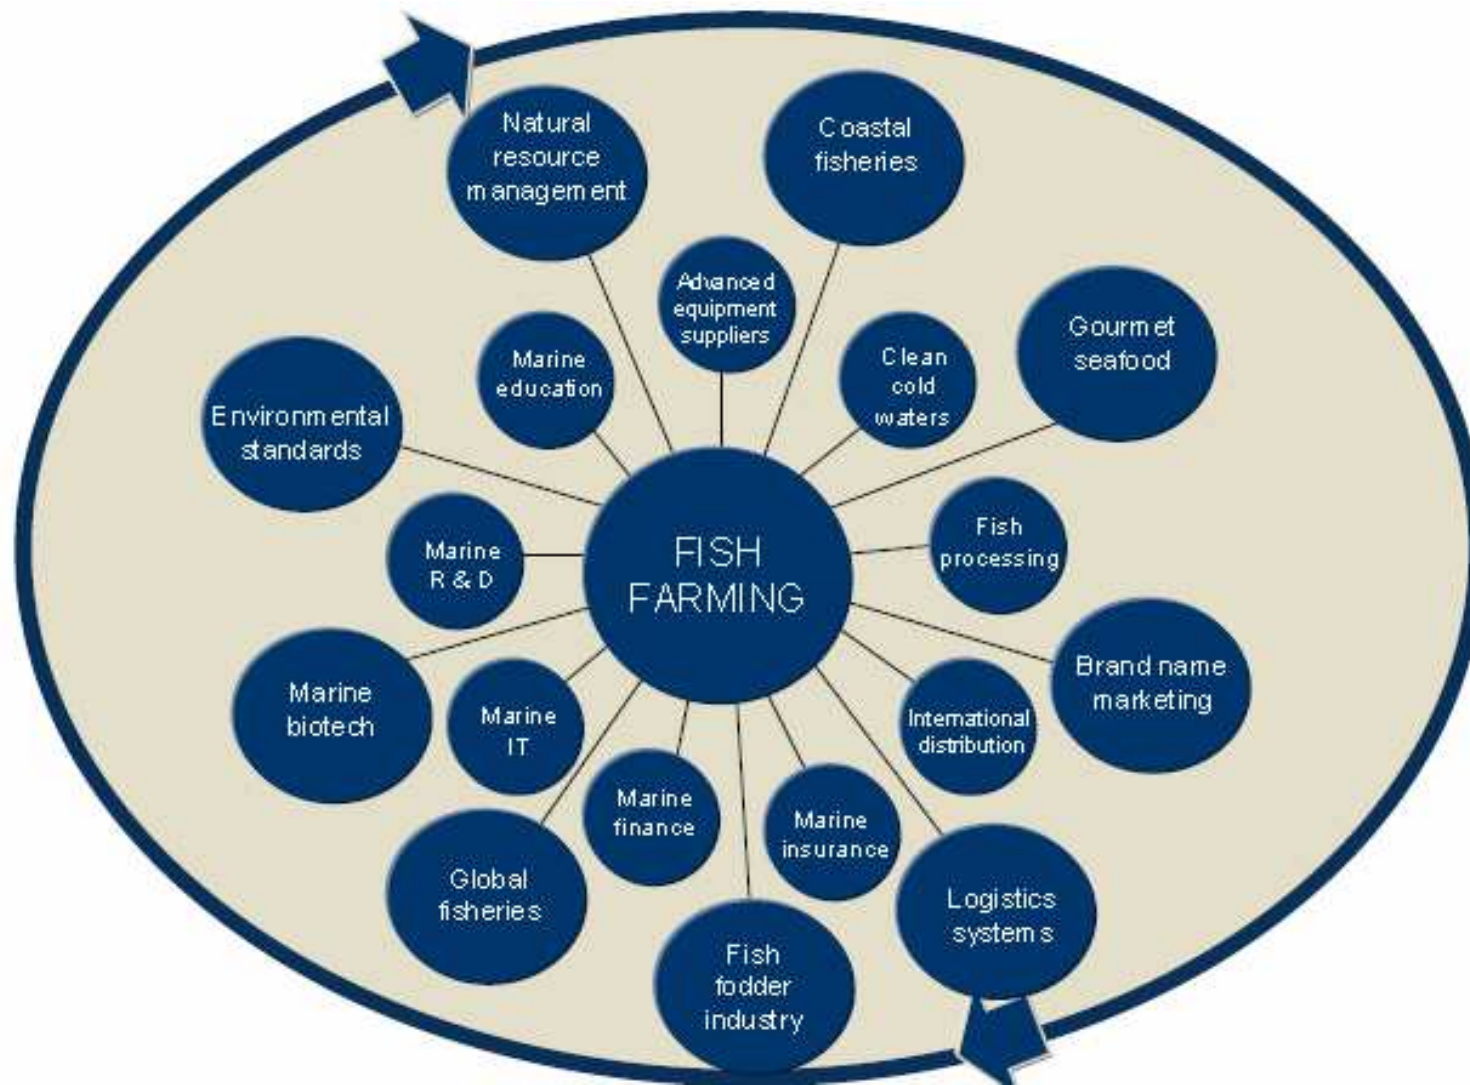 Natural
resource
management
Coastal
fisheries
Advanced
equipment
suppliers
Gourmet
seafood
Marine
education
Clean
cold
waters
Environmental
standards
Marine
R & D
FISH
FARMING
Fish
processing
Marine
biotech
Marine
IT
International
distribution
Brand name
marketing
Marine
finance
Marine
insurance
Global
fisheries
Logistics
systems
Fish
fodder
industry